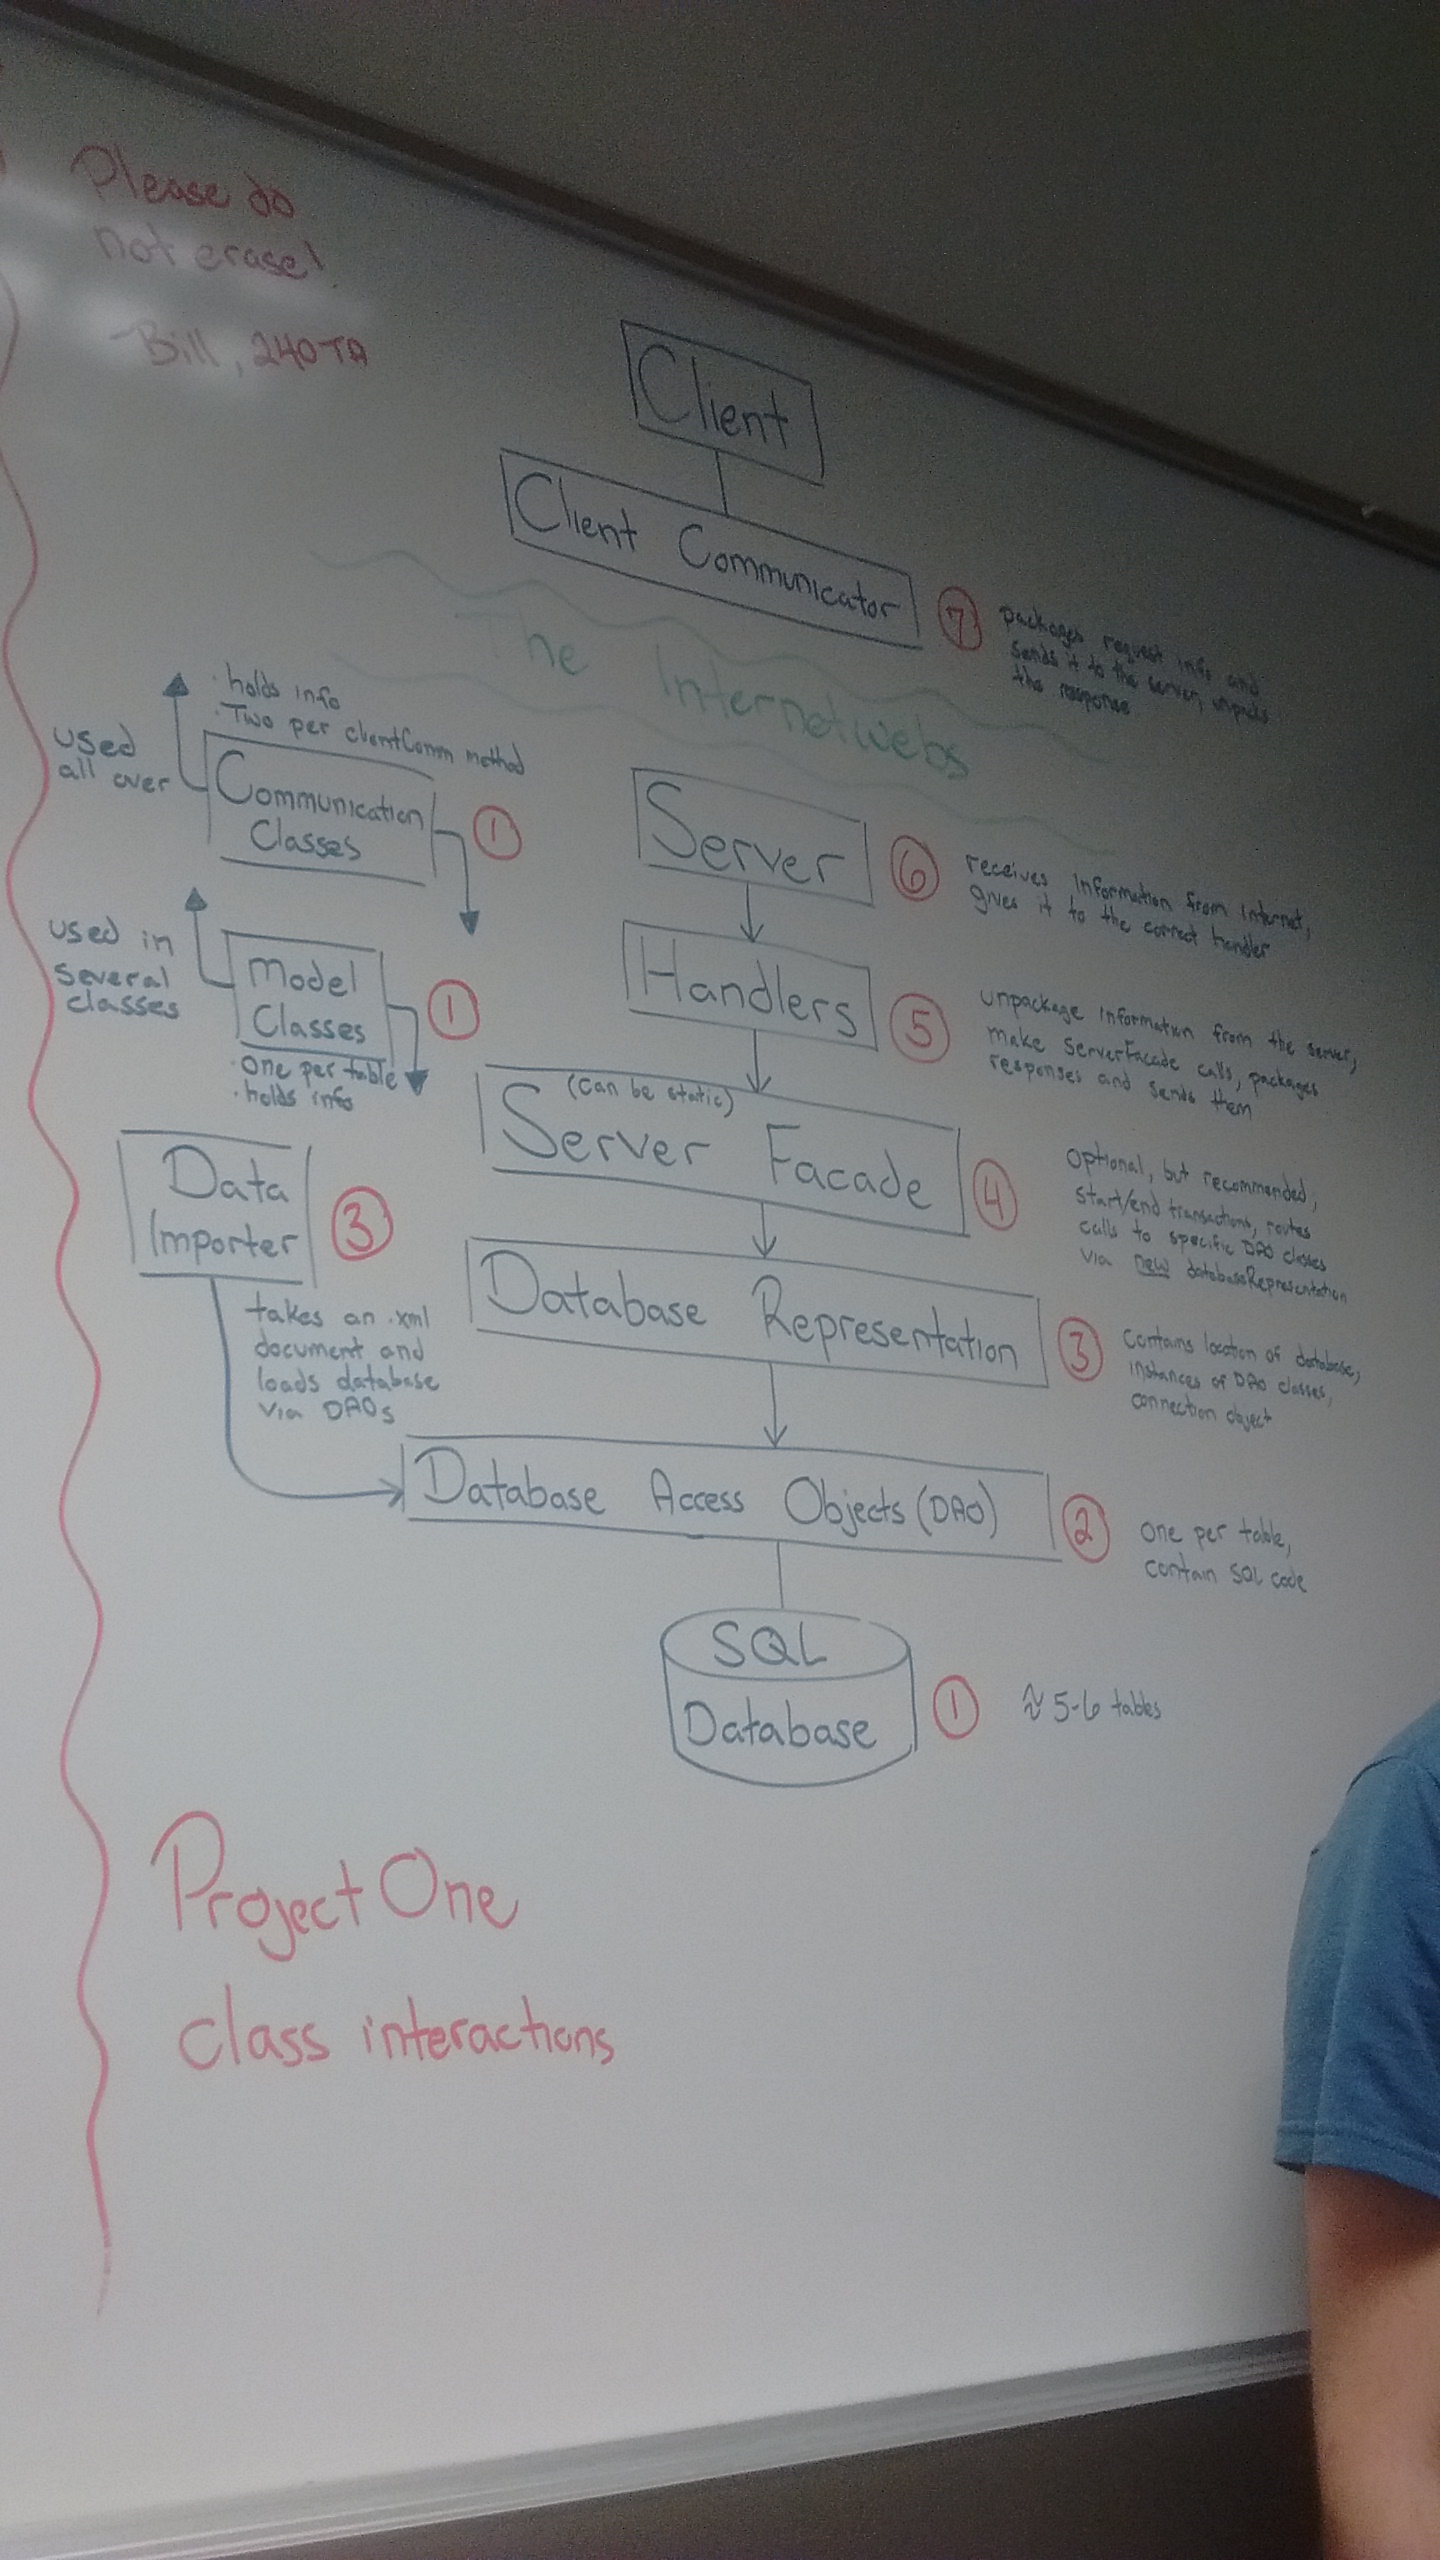 Please do
not erase!
-Bill, 240 TA
Client
Client Communicator
7
packages request info and
sends it to the server, unpacks
the response
The Internetwebs
· holds info
· Two per clientComm method
used
all over
Communication
Classes
1
Server
6
receives information from internet,
gives it to the correct handler
used in
several
classes
Model
Classes
1
· one per table
· holds info
Handlers
5
unpackage information from the server,
make ServerFacade calls, packages
responses and sends them
(can be static)
Server Facade
4
optional, but recommended,
start/end transactions, routes
calls to specific DAO classes
via new databaseRepresentation
Data
Importer
3
takes an .xml
document and
loads database
via DAOs
Database Representation
3
contains location of database,
instances of DAO classes,
connection object
Database Access Objects (DAO)
2
one per table,
contain SQL code
SQL
Database
1
≈ 5-6 tables
Project One
class interactions